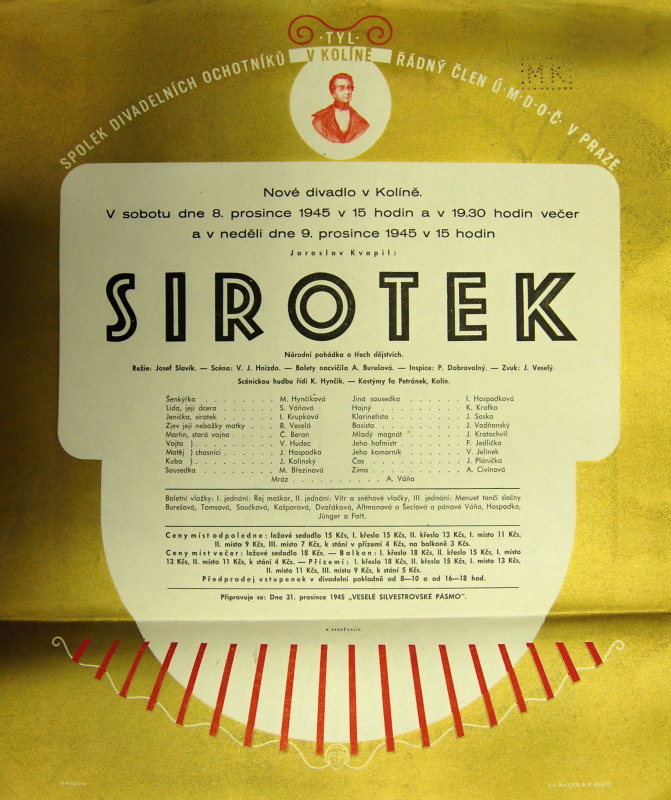 ·TYL·
V KOLÍNĚ
SPOLEK DIVADELNÍCH OCHOTNÍKŮ
ŘÁDNÝ ČLEN Ú·M·D·O·Č· V PRAZE
MK
Nové divadlo v Kolíně.
V sobotu dne 8. prosince 1945 v 15 hodin a v 19.30 hodin večer
a v neděli dne 9. prosince 1945 v 15 hodin
Jaroslav Kvapil:
SIROTEK
Národní pohádka o třech dějstvích.
Režie: Josef Slavík. — Scéna: V. J. Hnízdo. — Balety nacvičilo A. Burešová. — Inspice: P. Dobrovolný. — Zvuk: J. Veselý.
Scénickou hudbu řídí K. Hynčík. — Kostýmy fa Petránek, Kolín.
Šenkýřka . . . . . . . . . M. Hynčíková
Lída, její dcera . . . . . . . S. Váňová
Jeníčka, sirotek . . . . . . . I. Krupková
Zjev její nebožky matky . . . B. Veselá
Martin, stará vojna . . . . . Č. Beran
Vojta ) . . . . . . . . V. Hudec
Matěj ) chasníci . . . . . . J. Hospodka
Kuba ) . . . . . . . . J. Kolínský
Sousedka . . . . . . . . M. Březinová
Jiná sousedka . . . . . . . I. Hospodková
Hajný . . . . . . . . . K. Krafka
Klarinetista . . . . . . . . J. Saska
Basista . . . . . . . . . J. Vodňanský
Mladý magnát . . . . . . . J. Kratochvíl
Jeho hofmistr . . . . . . . F. Jedlička
Jeho komorník . . . . . . . V. Jelínek
Čas . . . . . . . . . . J. Plánička
Zima . . . . . . . . . . A. Civínová
Mráz . . . . . . . . . . A. Váňa
Baletní vložky: I. jednání: Rej maškar, II. jednání: Vítr a sněhové vločky, III. jednání: Menuet tančí slečny
Burešová, Tomsová, Součková, Kašparová, Dvořáková, Altmanová a Šeclová a pánové Váňa, Hospodka,
Jünger a Fořt.
Ceny míst odpoledne: ložové sedadlo 15 Kčs, I. křeslo 15 Kčs, II. křeslo 13 Kčs, I. místo 11 Kčs,
II. místo 9 Kčs, III. místo 7 Kčs, k stání v přízemí 4 Kčs, na balkoně 3 Kčs.
Ceny míst večer: ložové sedadlo 18 Kčs. — Balkon: I. křeslo 18 Kčs, II. křeslo 15 Kčs, I. místo
13 Kčs, II. místo 11 Kčs, k stání 4 Kčs. — Přízemí: I. křeslo 18 Kčs, II. křeslo 15 Kčs, I. místo 13 Kčs,
II. místo 11 Kčs, III. místo 9 Kčs, k stání 5 Kčs.
Předprodej vstupenek v divadelní pokladně od 8—10 a od 16—18 hod.
Připravuje se: Dne 31. prosince 1945 „VESELÉ SILVESTROVSKÉ PÁSMO".